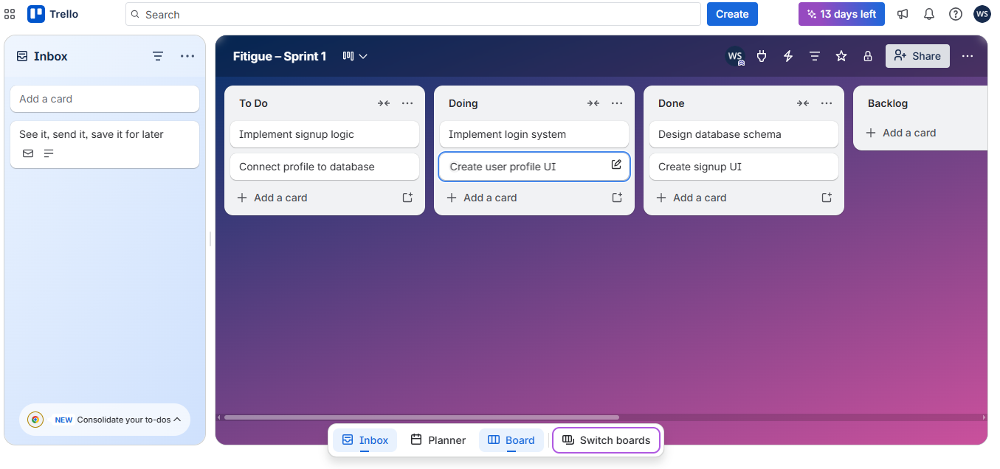 Trello
Search
Create
13 days left
WS
Inbox
Add a card
See it, send it, save it for later
NEW Consolidate your to-dos
Fitigue – Sprint 1
WS
Share
To Do
Implement signup logic
Connect profile to database
Add a card
Doing
Implement login system
Create user profile UI
Add a card
Done
Design database schema
Create signup UI
Add a card
Backlog
Add a card
Inbox
Planner
Board
Switch boards